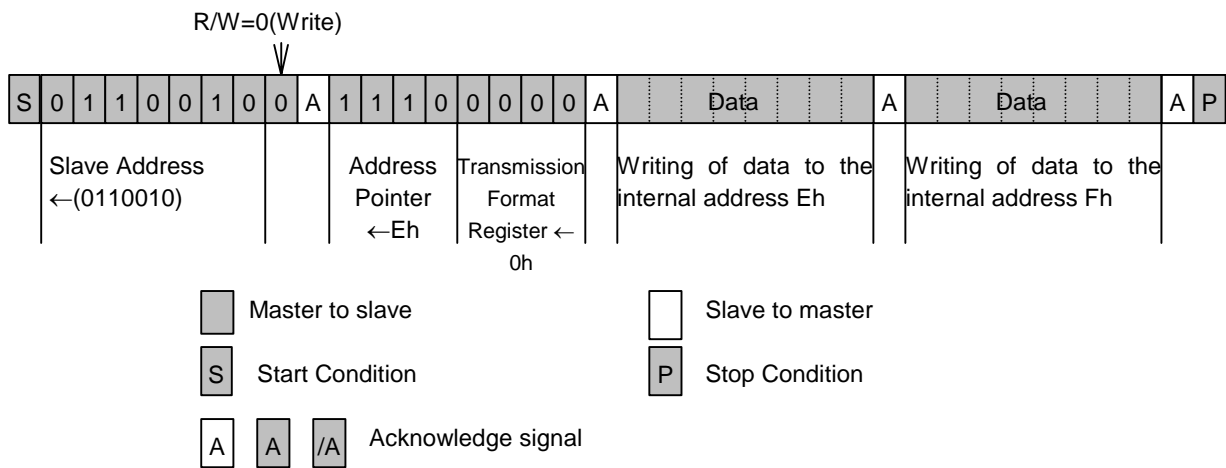 R/W=0(Write)
S 0 1 1 0 0 1 0 0 A 1 1 1 0 0 0 0 0 A Data A Data A P
Slave Address
←(0110010)
Address
Pointer
←Eh
Transmission
Format
Register ←
0h
Writing of data to the
internal address Eh
Writing of data to the
internal address Fh
Master to slave
Slave to master
S Start Condition
P Stop Condition
A A /A Acknowledge signal